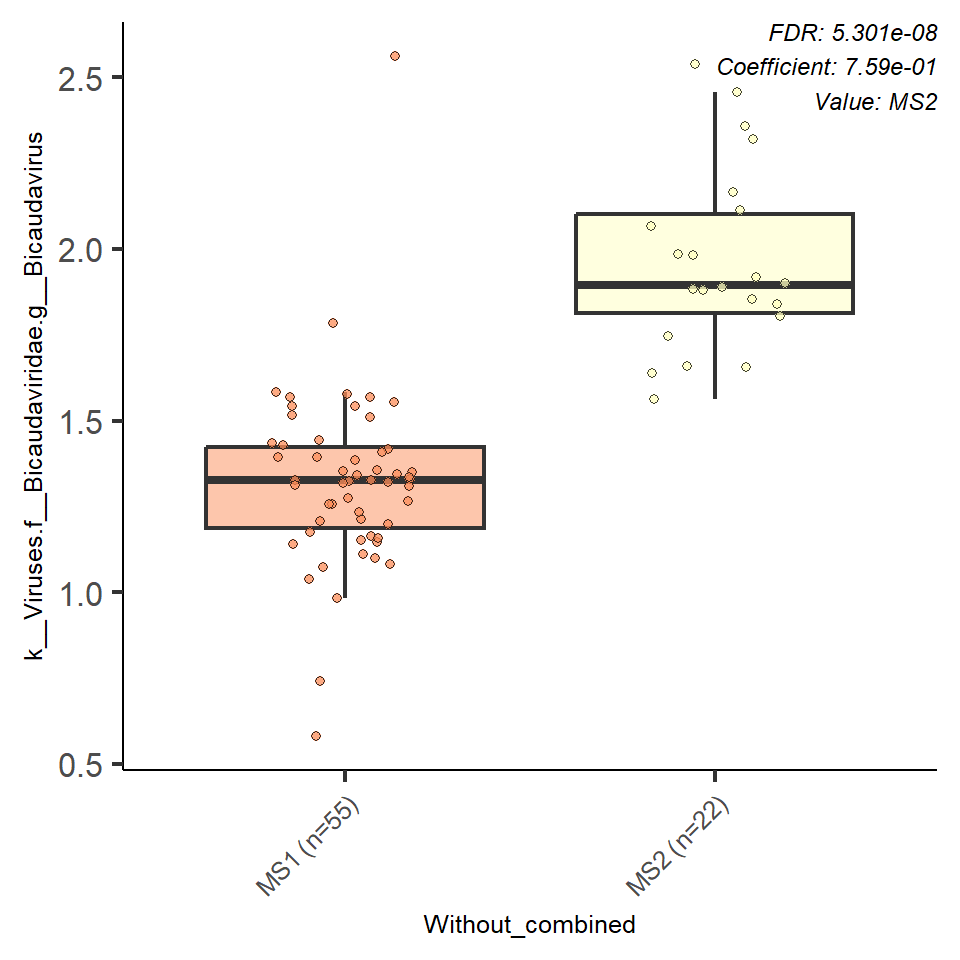 FDR: 5.301e-08
Coefficient: 7.59e-01
Value: MS2
k__Viruses.f__Bicaudaviridae.g__Bicaudavirus
2.5
2.0
1.5
1.0
0.5
MS1 (n=55)
MS2 (n=22)
Without_combined